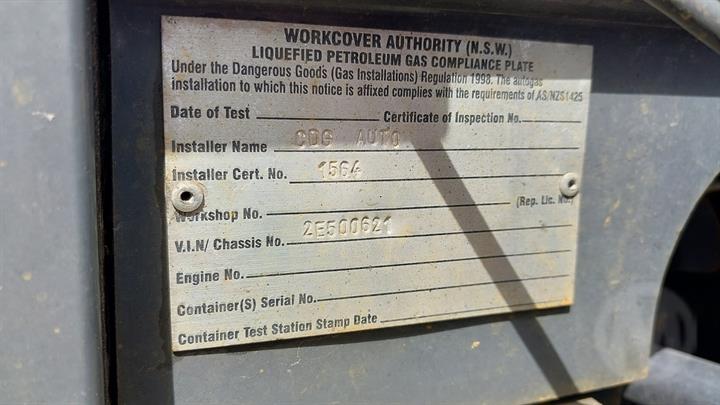 WORKCOVER AUTHORITY (N.S.W.)
LIQUEFIED PETROLEUM GAS COMPLIANCE PLATE
Under the Dangerous Goods (Gas Installations) Regulation 1998. The autogas
installation to which this notice is affixed complies with the requirements of AS/NZS1425
Date of Test Certificate of Inspection No.
Installer Name CDG AUTO
Installer Cert. No. 1564
Workshop No. (Rep. Lic. No.)
V.I.N/ Chassis No. 2E500621
Engine No.
Container(S) Serial No.
Container Test Station Stamp Date